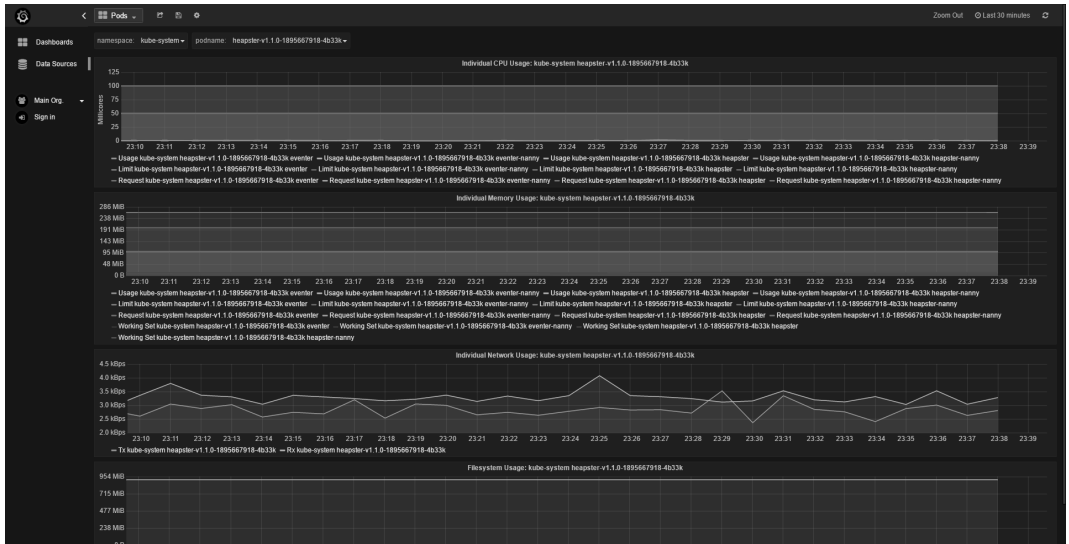 Pods
Zoom Out Last 30 minutes
Dashboards
Data Sources
Main Org.
Sign in
namespace: kube-system podname: heapster-v1.1.0-1895667918-4b33k
Individual CPU Usage: kube-system heapster-v1.1.0-1895667918-4b33k
Millicores
125
100
75
50
25
0
23:10 23:11 23:12 23:13 23:14 23:15 23:16 23:17 23:18 23:19 23:20 23:21 23:22 23:23 23:24 23:25 23:26 23:27 23:28 23:29 23:30 23:31 23:32 23:33 23:34 23:35 23:36 23:37 23:38 23:39
Usage kube-system heapster-v1.1.0-1895667918-4b33k eventer Usage kube-system heapster-v1.1.0-1895667918-4b33k eventer-nanny Usage kube-system heapster-v1.1.0-1895667918-4b33k heapster Usage kube-system heapster-v1.1.0-1895667918-4b33k heapster-nanny
Limit kube-system heapster-v1.1.0-1895667918-4b33k eventer Limit kube-system heapster-v1.1.0-1895667918-4b33k eventer-nanny Limit kube-system heapster-v1.1.0-1895667918-4b33k heapster Limit kube-system heapster-v1.1.0-1895667918-4b33k heapster-nanny
Request kube-system heapster-v1.1.0-1895667918-4b33k eventer Request kube-system heapster-v1.1.0-1895667918-4b33k eventer-nanny Request kube-system heapster-v1.1.0-1895667918-4b33k heapster Request kube-system heapster-v1.1.0-1895667918-4b33k heapster-nanny
Individual Memory Usage: kube-system heapster-v1.1.0-1895667918-4b33k
286 MiB
238 MiB
191 MiB
143 MiB
95 MiB
48 MiB
0 B
23:10 23:11 23:12 23:13 23:14 23:15 23:16 23:17 23:18 23:19 23:20 23:21 23:22 23:23 23:24 23:25 23:26 23:27 23:28 23:29 23:30 23:31 23:32 23:33 23:34 23:35 23:36 23:37 23:38 23:39
Usage kube-system heapster-v1.1.0-1895667918-4b33k eventer Usage kube-system heapster-v1.1.0-1895667918-4b33k eventer-nanny Usage kube-system heapster-v1.1.0-1895667918-4b33k heapster Usage kube-system heapster-v1.1.0-1895667918-4b33k heapster-nanny
Limit kube-system heapster-v1.1.0-1895667918-4b33k eventer Limit kube-system heapster-v1.1.0-1895667918-4b33k eventer-nanny Limit kube-system heapster-v1.1.0-1895667918-4b33k heapster Limit kube-system heapster-v1.1.0-1895667918-4b33k heapster-nanny
Request kube-system heapster-v1.1.0-1895667918-4b33k eventer Request kube-system heapster-v1.1.0-1895667918-4b33k eventer-nanny Request kube-system heapster-v1.1.0-1895667918-4b33k heapster Request kube-system heapster-v1.1.0-1895667918-4b33k heapster-nanny
Working Set kube-system heapster-v1.1.0-1895667918-4b33k eventer Working Set kube-system heapster-v1.1.0-1895667918-4b33k eventer-nanny Working Set kube-system heapster-v1.1.0-1895667918-4b33k heapster
Working Set kube-system heapster-v1.1.0-1895667918-4b33k heapster-nanny
Individual Network Usage: kube-system heapster-v1.1.0-1895667918-4b33k
4.5 kBps
4.0 kBps
3.5 kBps
3.0 kBps
2.5 kBps
2.0 kBps
23:10 23:11 23:12 23:13 23:14 23:15 23:16 23:17 23:18 23:19 23:20 23:21 23:22 23:23 23:24 23:25 23:26 23:27 23:28 23:29 23:30 23:31 23:32 23:33 23:34 23:35 23:36 23:37 23:38 23:39
Tx kube-system heapster-v1.1.0-1895667918-4b33k Rx kube-system heapster-v1.1.0-1895667918-4b33k
Filesystem Usage: kube-system heapster-v1.1.0-1895667918-4b33k
954 MiB
715 MiB
477 MiB
238 MiB